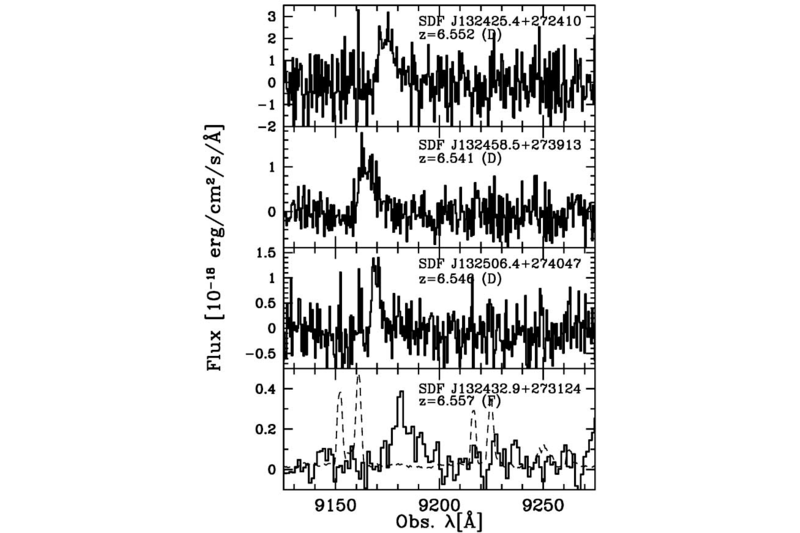 3
2
1
0
−1
−2
SDF J132425.4+272410
z=6.552 (D)
1
0
SDF J132458.5+273913
z=6.541 (D)
1.5
1
0.5
0
−0.5
SDF J132506.4+274047
z=6.546 (D)
0.4
0.2
0
SDF J132432.9+273124
z=6.557 (F)
Flux [10⁻¹⁸ erg/cm²/s/Å]
9150 9200 9250
Obs. λ[Å]